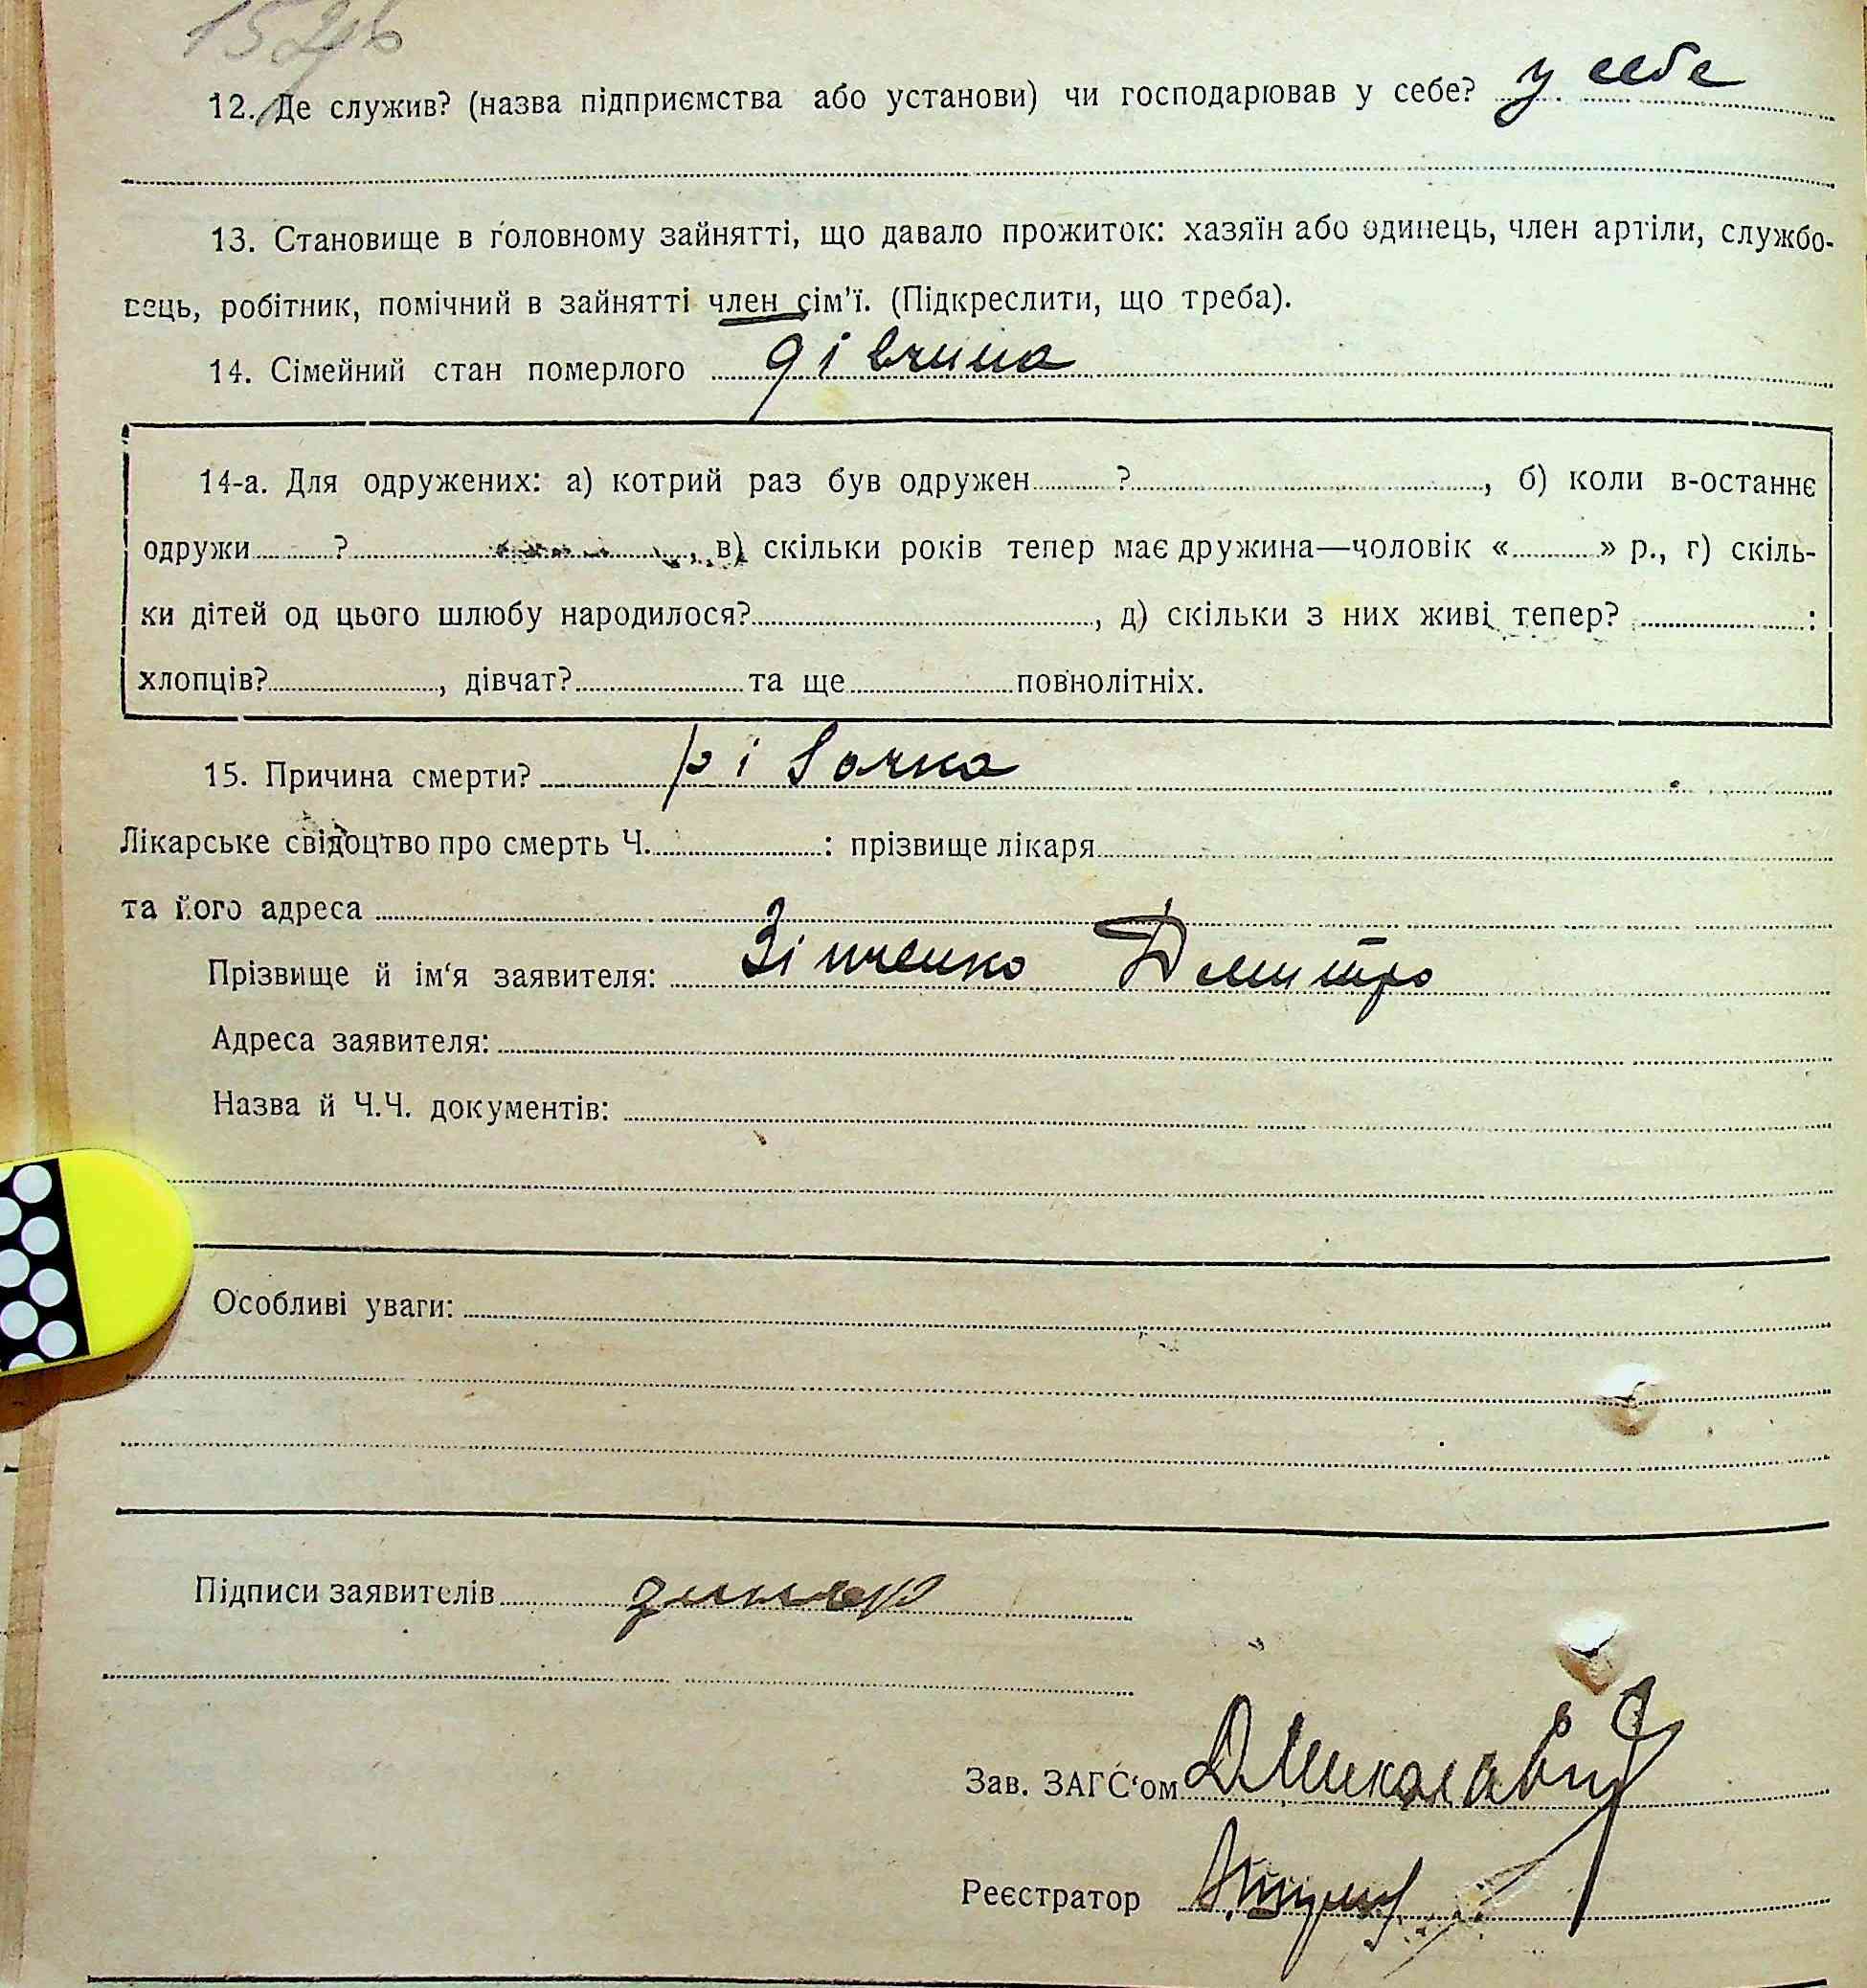 152
12. Де служив? (назва підприємства або установи) чи господарював у себе? у себе
13. Становище в головному зайнятті, що давало прожиток: хазяїн або одинець, член артіли, службо-
вець, робітник, помічний в зайнятті член сім'ї. (Підкреслити, що треба).
14. Сімейний стан померлого дівчина
14-а. Для одружених: а) котрий раз був одружен ? , б) коли в-останнє
одружи ? , в) скільки років тепер має дружина—чоловік « » р., г) скіль-
ки дітей од цього шлюбу народилося? , д) скільки з них живі тепер? :
хлопців? , дівчат? та ще повнолітніх.
15. Причина смерти?
Лікарське свідоцтво про смерть Ч. : прізвище лікаря
та його адреса
Прізвище й ім'я заявителя: Зінченко Дмитро
Адреса заявителя:
Назва й Ч.Ч. документів:
Особливі уваги:
Підписи заявителів
Зав. ЗАГС'ом
Реєстратор